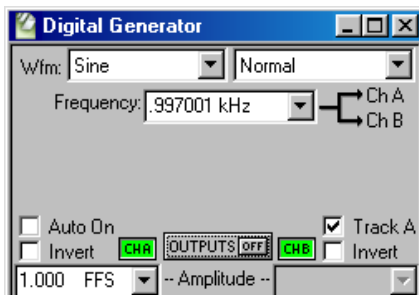 Digital Generator
Wfm: Sine Normal
Frequency: .997001 kHz Ch A
Ch B
Auto On Track A
Invert CHA OUTPUTS OFF CHB Invert
1.000 FFS -- Amplitude --